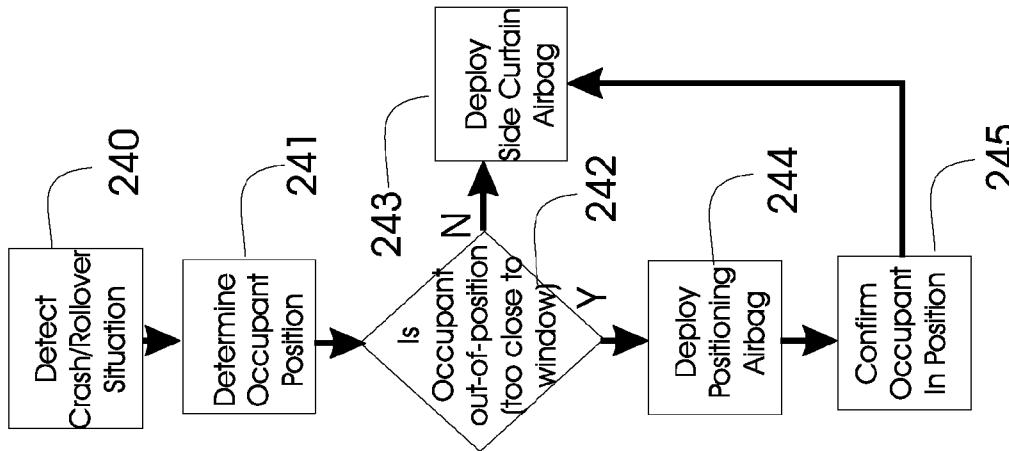 Detect
Crash/Rollover
Situation
240
Determine
Occupant
Position
241
Is
Occupant
out-of-position
(too close to
window)
242
N
Y
Deploy
Side Curtain
Airbag
243
Deploy
Positioning
Airbag
244
Confirm
Occupant
In Position
245